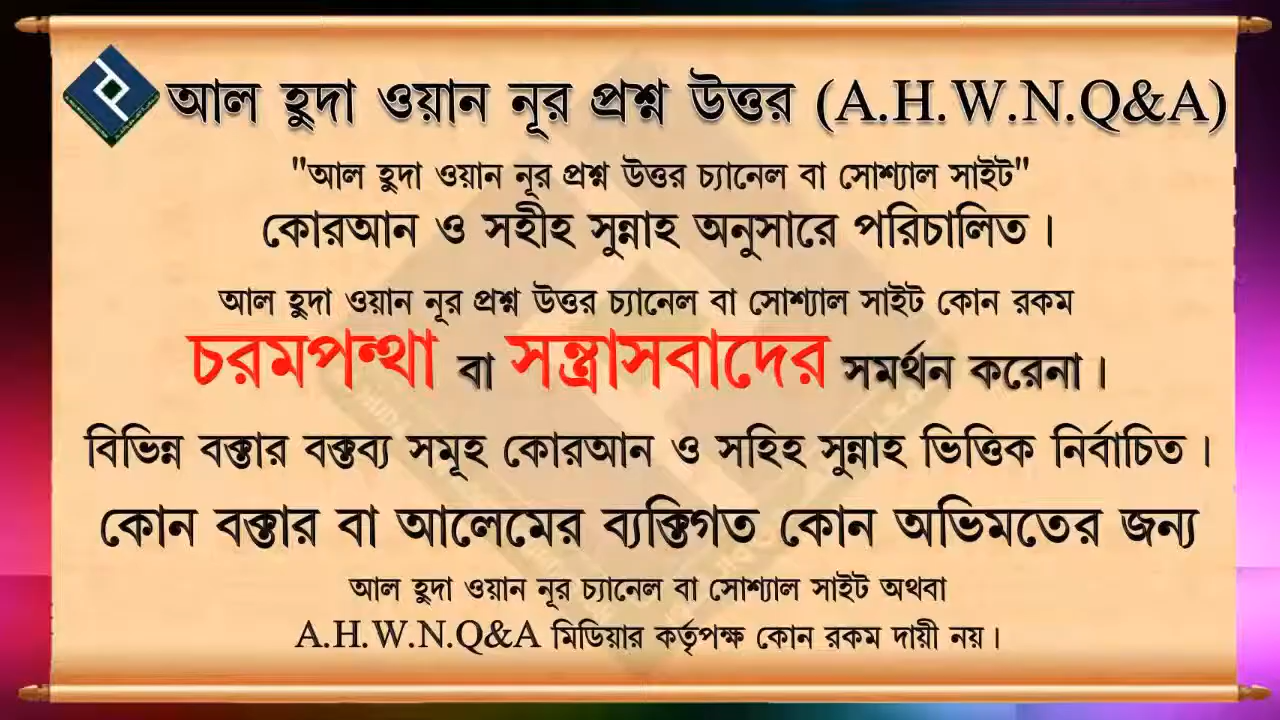 আল হুদা ওয়ান নূর প্রশ্ন উত্তর (A.H.W.N.Q&A)
"আল হুদা ওয়ান নূর প্রশ্ন উত্তর চ্যানেল বা সোশ্যাল সাইট"
কোরআন ও সহীহ সুন্নাহ অনুসারে পরিচালিত।
আল হুদা ওয়ান নূর প্রশ্ন উত্তর চ্যানেল বা সোশ্যাল সাইট কোন রকম
চরমপন্থা বা সন্ত্রাসবাদের সমর্থন করেনা।
বিভিন্ন বক্তার বক্তব্য সমূহ কোরআন ও সহিহ সুন্নাহ ভিত্তিক নির্বাচিত।
কোন বক্তার বা আলেমের ব্যক্তিগত কোন অভিমতের জন্য
আল হুদা ওয়ান নূর চ্যানেল বা সোশ্যাল সাইট অথবা
A.H.W.N.Q&A মিডিয়ার কর্তৃপক্ষ কোন রকম দায়ী নয়।